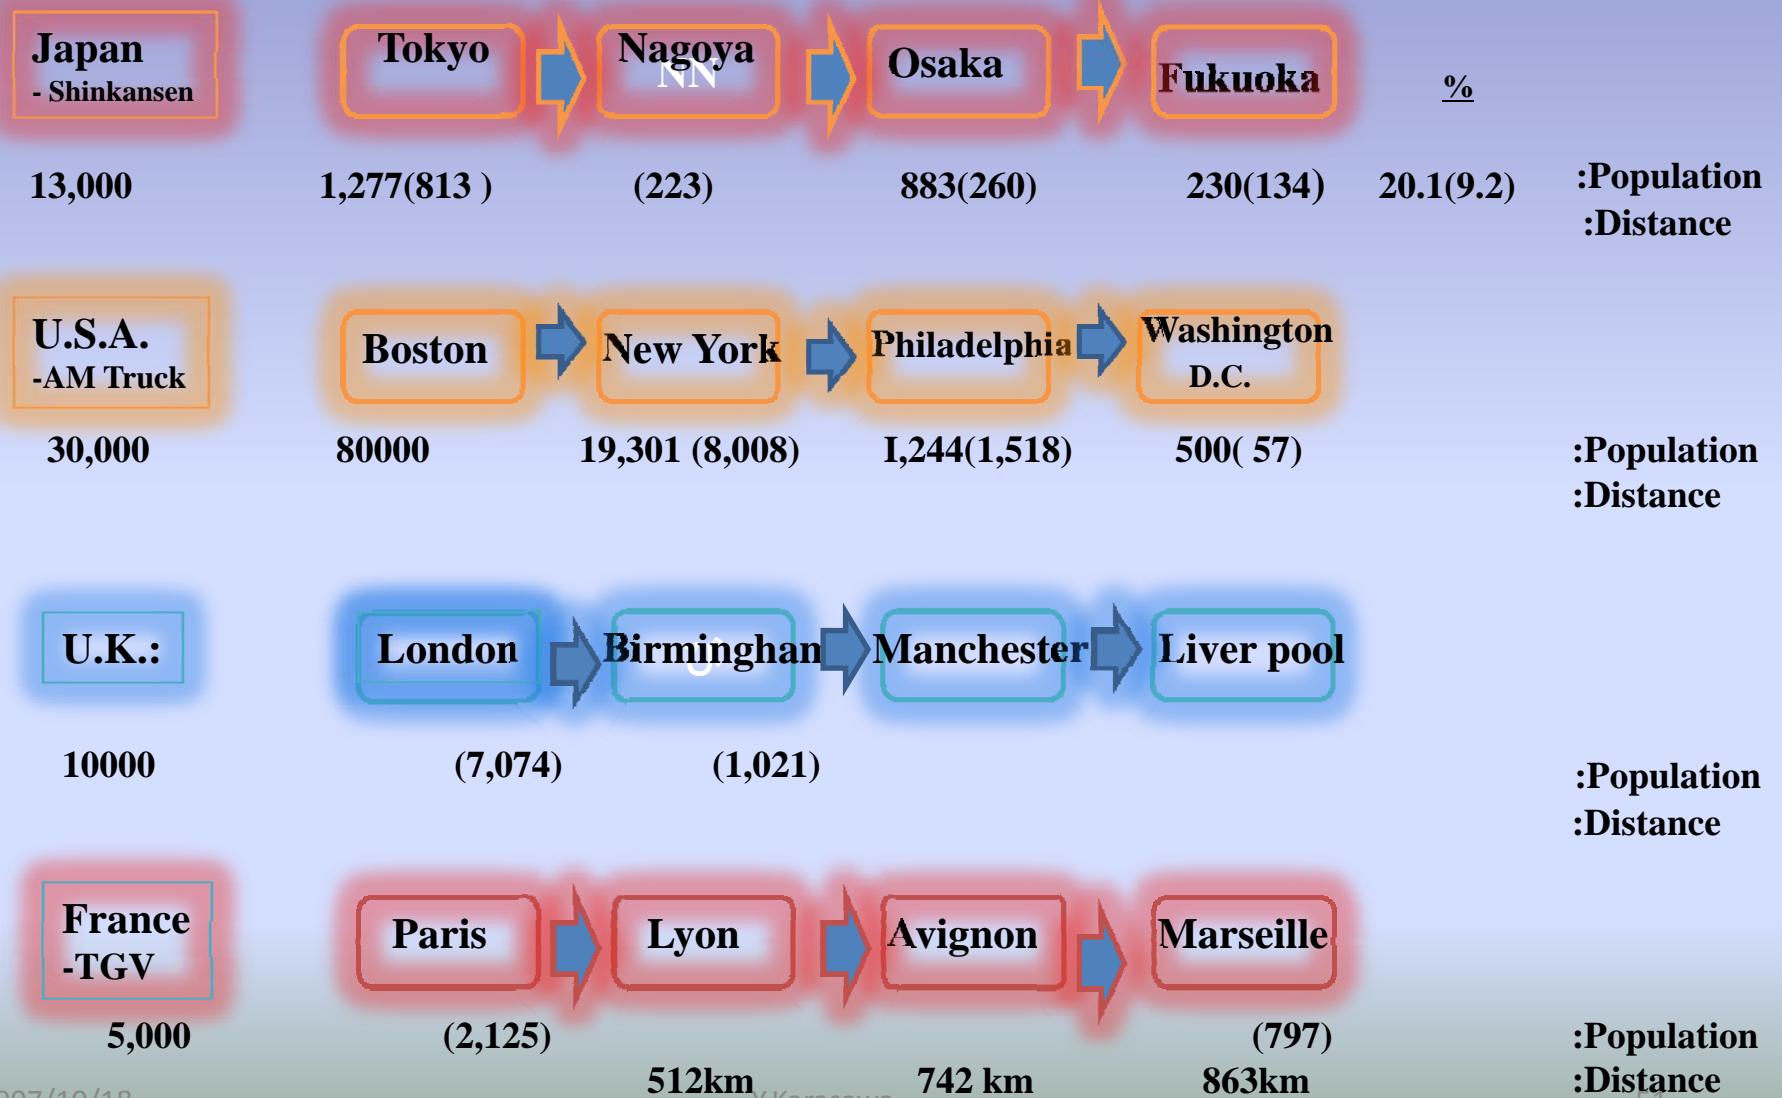 Japan
- Shinkansen
Tokyo
Nagoya
NN
Osaka
Fukuoka
%
13,000
1,277(813 )
(223)
883(260)
230(134)
20.1(9.2)
:Population
:Distance
U.S.A.
-AM Truck
Boston
New York
Philadelphia
Washington
D.C.
30,000
80000
19,301 (8,008)
I,244(1,518)
500( 57)
:Population
:Distance
U.K.:
London
Birminghan
Manchester
Liver pool
10000
(7,074)
(1,021)
:Population
:Distance
France
-TGV
Paris
Lyon
Avignon
Marseille
5,000
(2,125)
(797)
:Population
512km
742 km
863km
:Distance